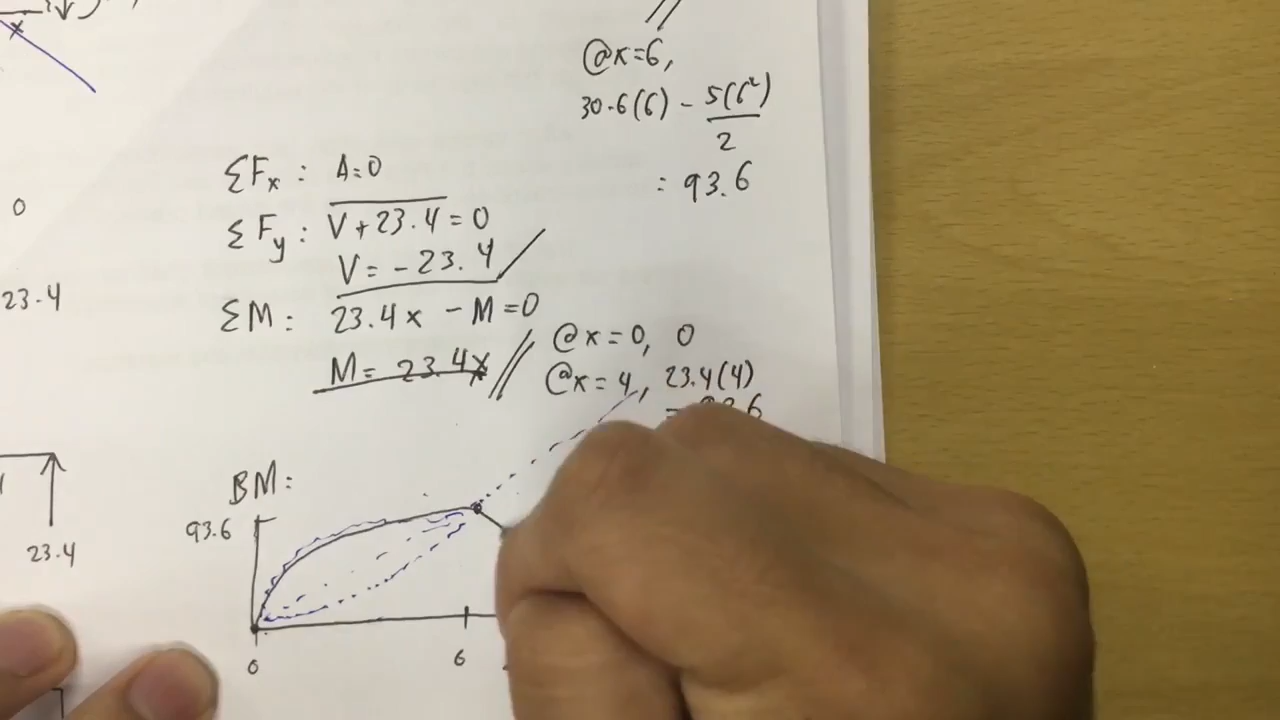 @x=6,
30.6(6) - 5(6²)
2
= 93.6
ΣFx : A=0
ΣFy : V+23.4=0
V=-23.4
0
23.4
ΣM: 23.4x - M=0
M= 23.4x
@x=0, 0
@x=4, 23.4(4)
BM:
93.6
23.4
0
6